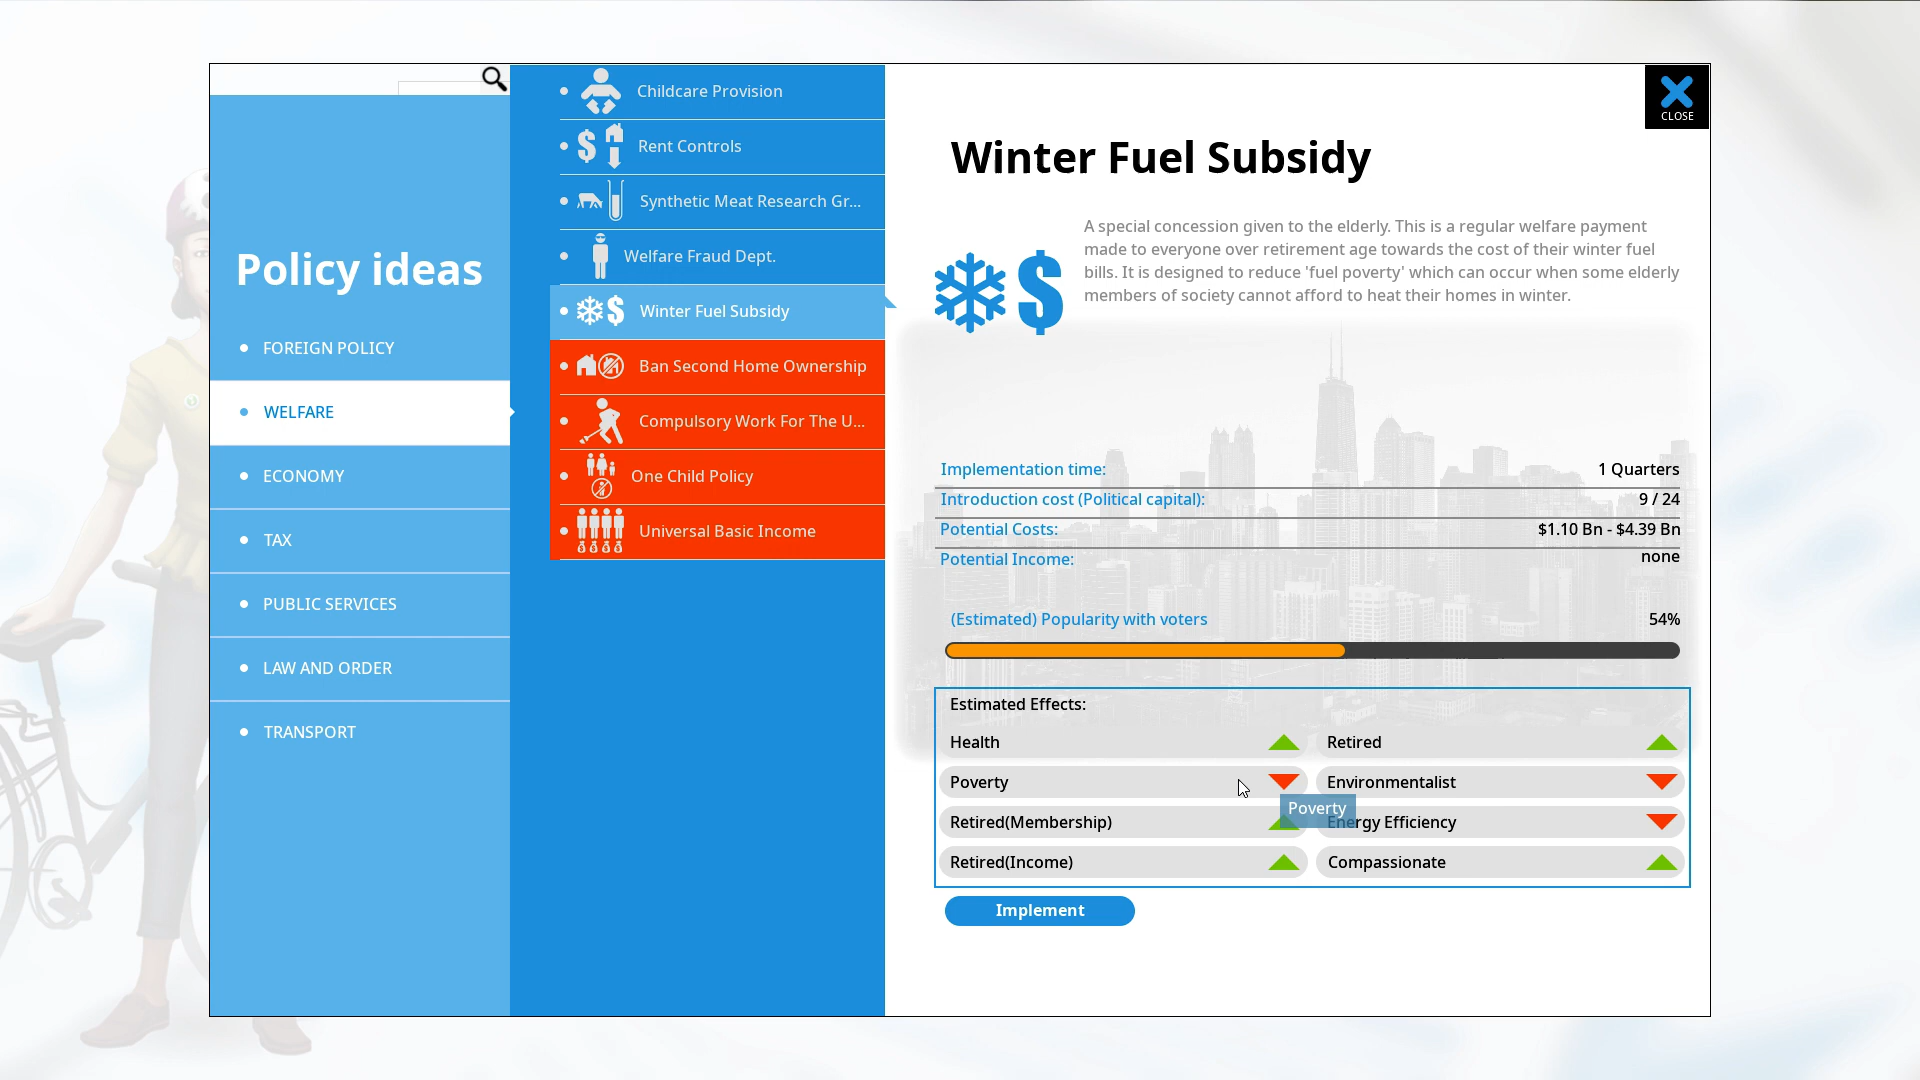 Policy ideas
FOREIGN POLICY
WELFARE
ECONOMY
TAX
PUBLIC SERVICES
LAW AND ORDER
TRANSPORT
Childcare Provision
Rent Controls
Synthetic Meat Research Gr...
Welfare Fraud Dept.
Winter Fuel Subsidy
Ban Second Home Ownership
Compulsory Work For The U...
One Child Policy
Universal Basic Income
CLOSE
Winter Fuel Subsidy
A special concession given to the elderly. This is a regular welfare payment
made to everyone over retirement age towards the cost of their winter fuel
bills. It is designed to reduce 'fuel poverty' which can occur when some elderly
members of society cannot afford to heat their homes in winter.
Implementation time: 1 Quarters
Introduction cost (Political capital): 9 / 24
Potential Costs: $1.10 Bn - $4.39 Bn
Potential Income: none
(Estimated) Popularity with voters 54%
Estimated Effects:
Health Retired
Poverty Environmentalist
Poverty
Retired(Membership) Energy Efficiency
Retired(Income) Compassionate
Implement